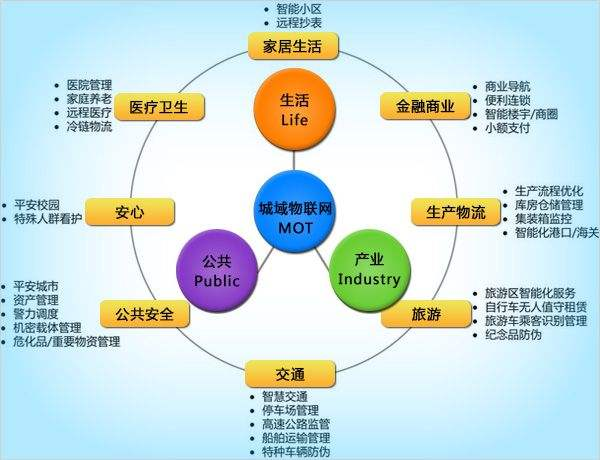 • 智能小区
• 远程抄表
家居生活
• 医院管理
• 家庭养老
• 远程医疗
• 冷链物流
医疗卫生
生活
Life
金融商业
• 商业导航
• 便利连锁
• 智能楼宇/商圈
• 小额支付
• 平安校园
• 特殊人群看护
安心
城域物联网
MOT
生产物流
• 生产流程优化
• 库房仓储管理
• 集装箱监控
• 智能化港口/海关
公共
Public
产业
Industry
• 平安城市
• 资产管理
• 警力调度
• 机密载体管理
• 危化品/重要物资管理
公共安全
旅游
• 旅游区智能化服务
• 自行车无人值守租赁
• 旅游车乘客识别管理
• 纪念品防伪
交通
• 智慧交通
• 停车场管理
• 高速公路监管
• 船舶运输管理
• 特种车辆防伪